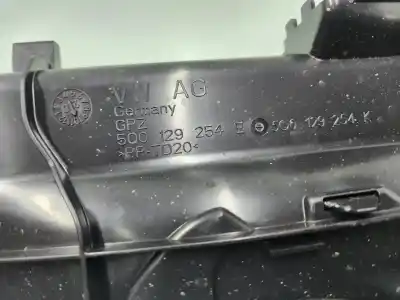 VW AG
Germany
GPZ
5Q0 129 254 E 5Q0 129 254 K
>PP-TD20<